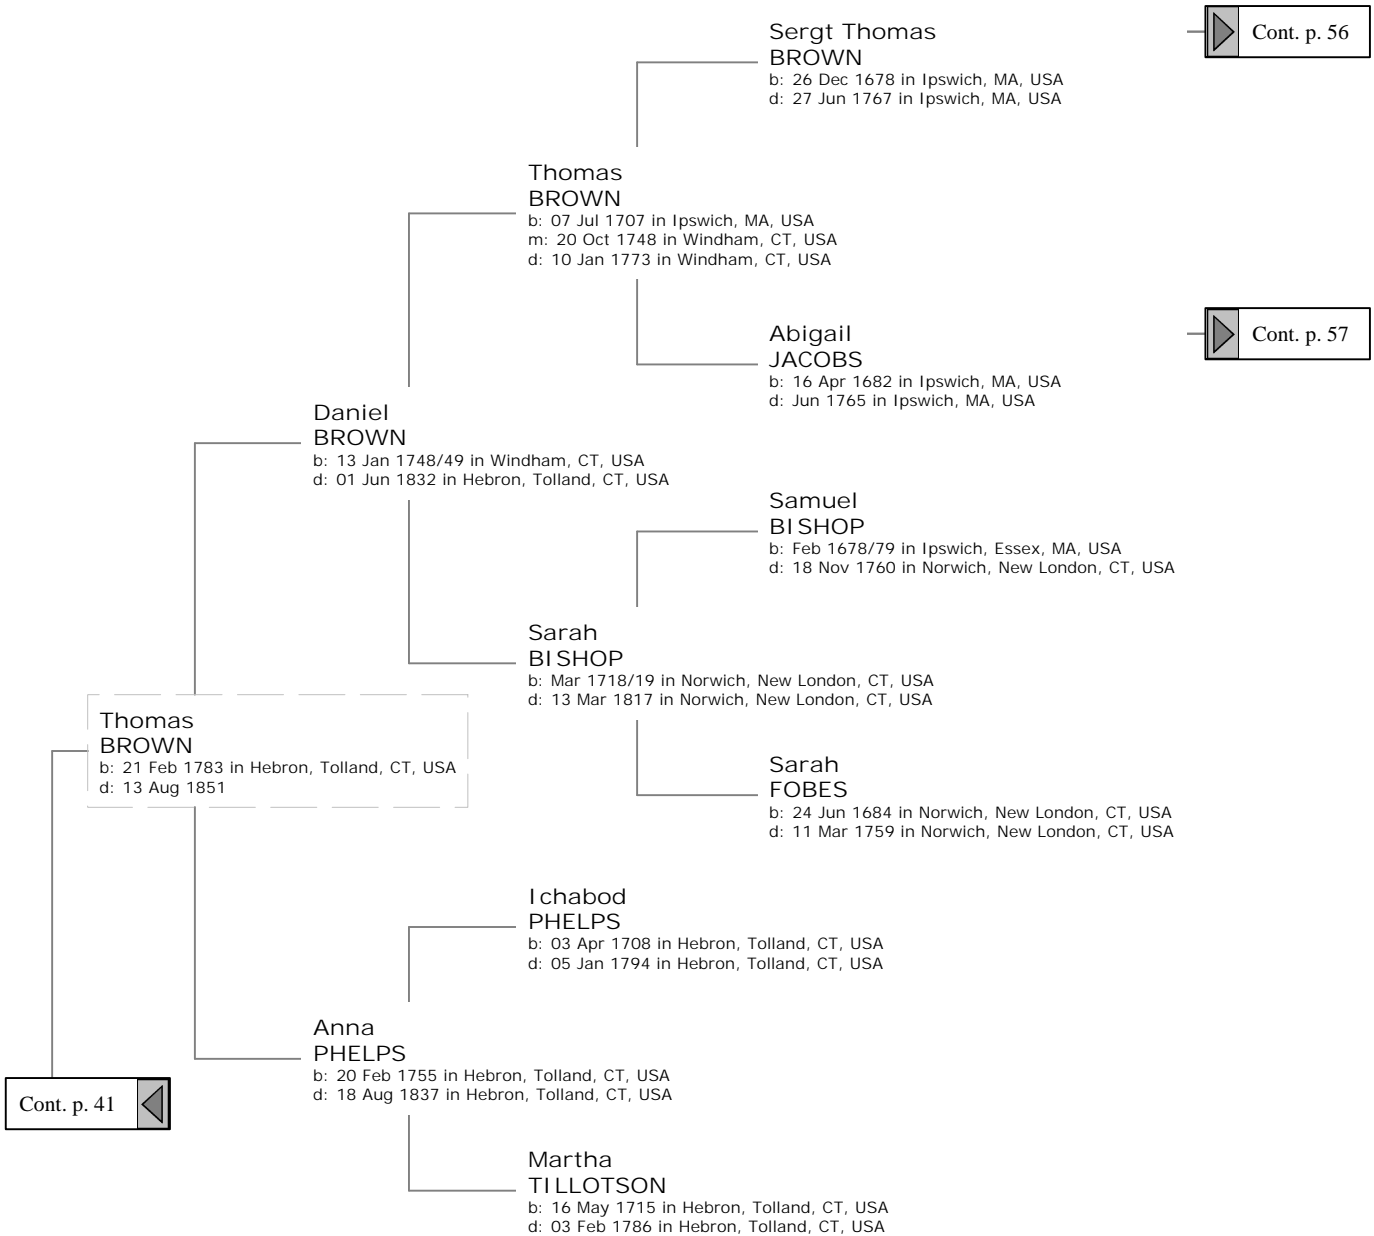 Sergt Thomas
BROWN
b: 26 Dec 1678 in Ipswich, MA, USA
d: 27 Jun 1767 in Ipswich, MA, USA
Cont. p. 56
Thomas
BROWN
b: 07 Jul 1707 in Ipswich, MA, USA
m: 20 Oct 1748 in Windham, CT, USA
d: 10 Jan 1773 in Windham, CT, USA
Abigail
JACOBS
b: 16 Apr 1682 in Ipswich, MA, USA
d: Jun 1765 in Ipswich, MA, USA
Cont. p. 57
Daniel
BROWN
b: 13 Jan 1748/49 in Windham, CT, USA
d: 01 Jun 1832 in Hebron, Tolland, CT, USA
Samuel
BISHOP
b: Feb 1678/79 in Ipswich, Essex, MA, USA
d: 18 Nov 1760 in Norwich, New London, CT, USA
Sarah
BISHOP
b: Mar 1718/19 in Norwich, New London, CT, USA
d: 13 Mar 1817 in Norwich, New London, CT, USA
Thomas
BROWN
b: 21 Feb 1783 in Hebron, Tolland, CT, USA
d: 13 Aug 1851
Sarah
FOBES
b: 24 Jun 1684 in Norwich, New London, CT, USA
d: 11 Mar 1759 in Norwich, New London, CT, USA
Ichabod
PHELPS
b: 03 Apr 1708 in Hebron, Tolland, CT, USA
d: 05 Jan 1794 in Hebron, Tolland, CT, USA
Anna
PHELPS
b: 20 Feb 1755 in Hebron, Tolland, CT, USA
d: 18 Aug 1837 in Hebron, Tolland, CT, USA
Cont. p. 41
Martha
TILLOTSON
b: 16 May 1715 in Hebron, Tolland, CT, USA
d: 03 Feb 1786 in Hebron, Tolland, CT, USA